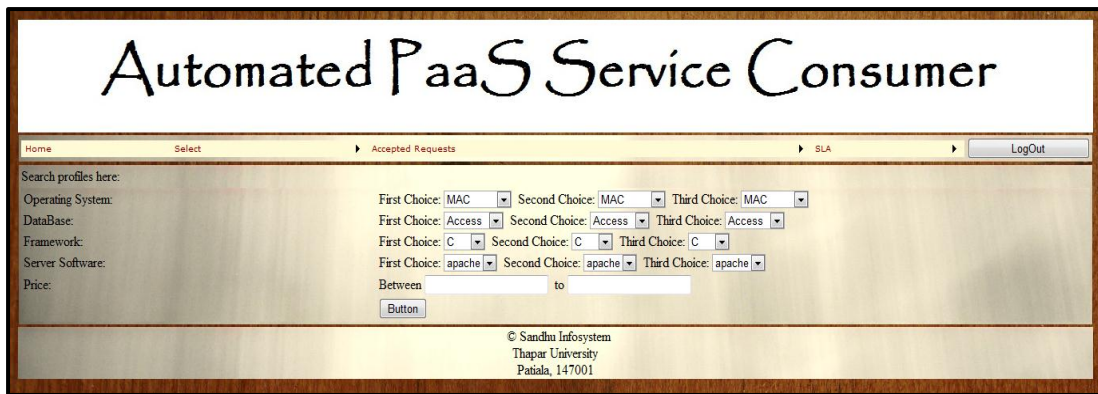 Automated PaaS Service Consumer
Home Select Accepted Requests SLA LogOut
Search profiles here:
Operating System: First Choice: MAC Second Choice: MAC Third Choice: MAC
DataBase: First Choice: Access Second Choice: Access Third Choice: Access
Framework: First Choice: C Second Choice: C Third Choice: C
Server Software: First Choice: apache Second Choice: apache Third Choice: apache
Price: Between to
Button
© Sandhu Infosystem
Thapar University
Patiala, 147001